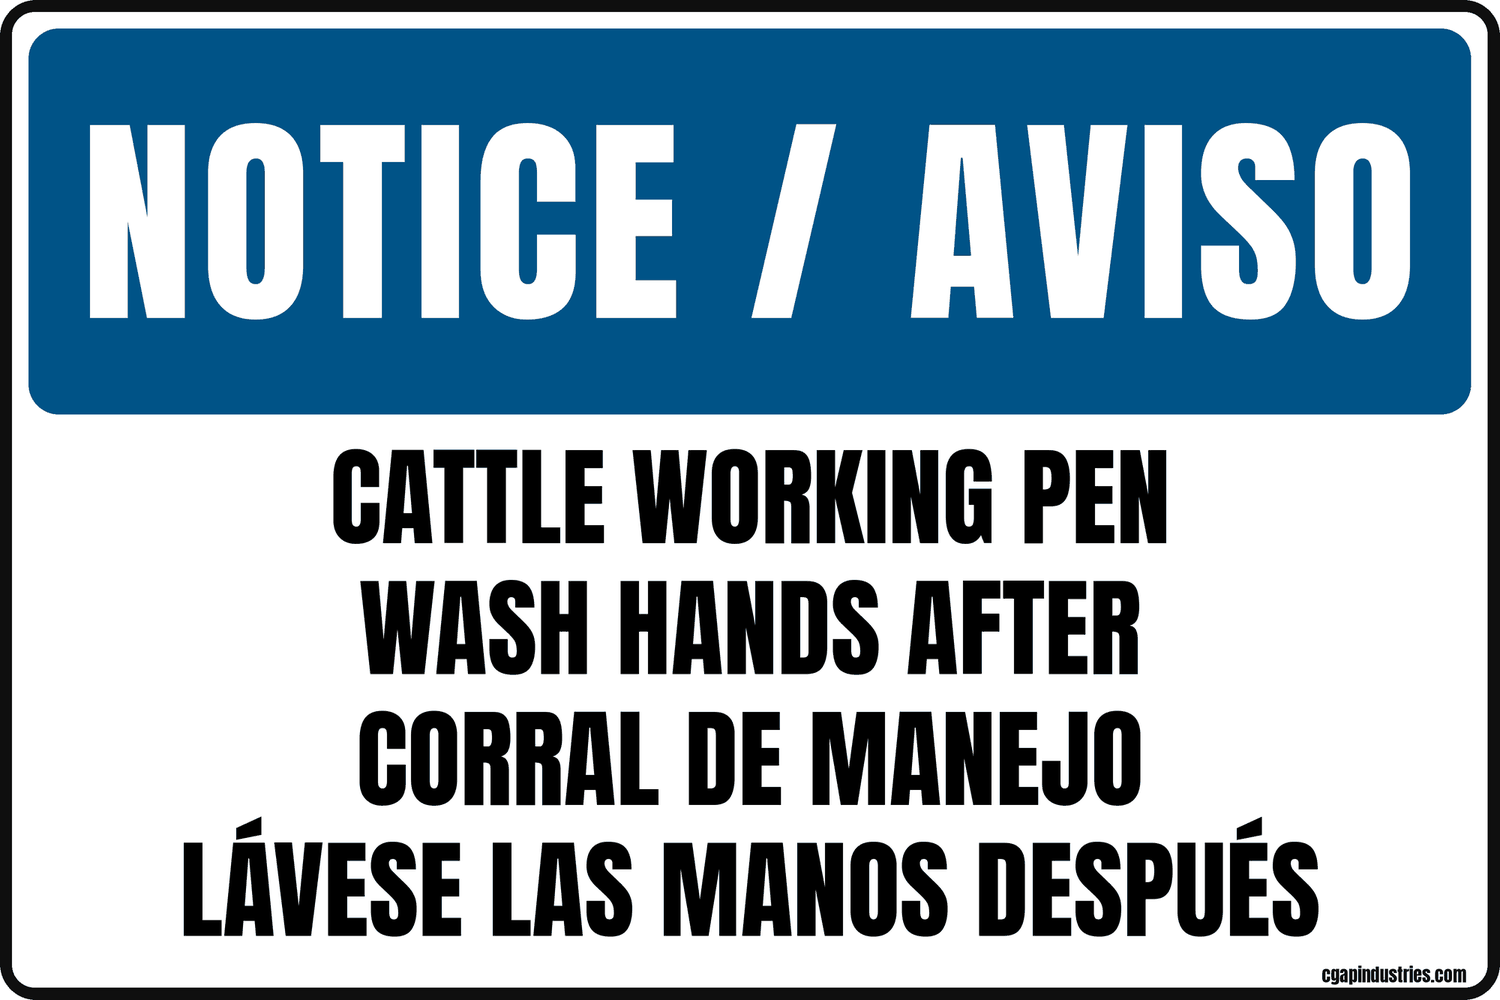 NOTICE / AVISO
CATTLE WORKING PEN
WASH HANDS AFTER
CORRAL DE MANEJO
LÁVESE LAS MANOS DESPUÉS
cgapindustries.com